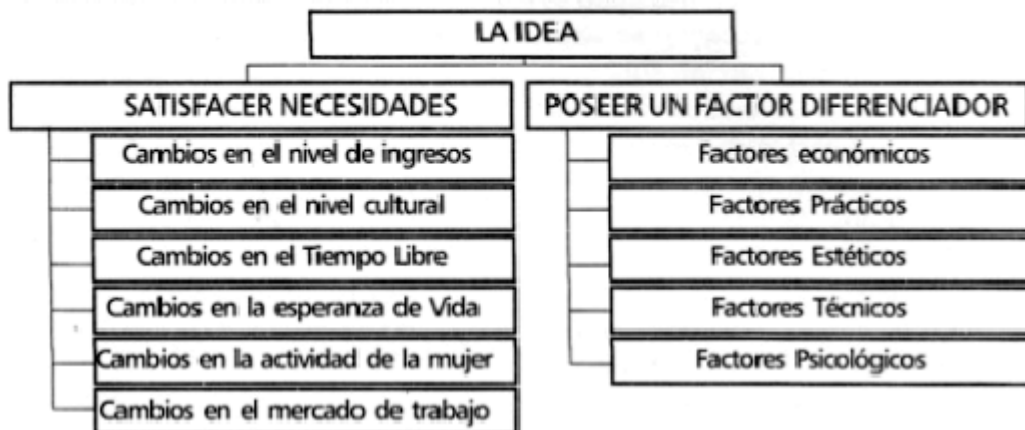 LA IDEA
SATISFACER NECESIDADES
Cambios en el nivel de ingresos
Cambios en el nivel cultural
Cambios en el Tiempo Libre
Cambios en la esperanza de Vida
Cambios en la actividad de la mujer
Cambios en el mercado de trabajo
POSEER UN FACTOR DIFERENCIADOR
Factores económicos
Factores Prácticos
Factores Estéticos
Factores Técnicos
Factores Psicológicos